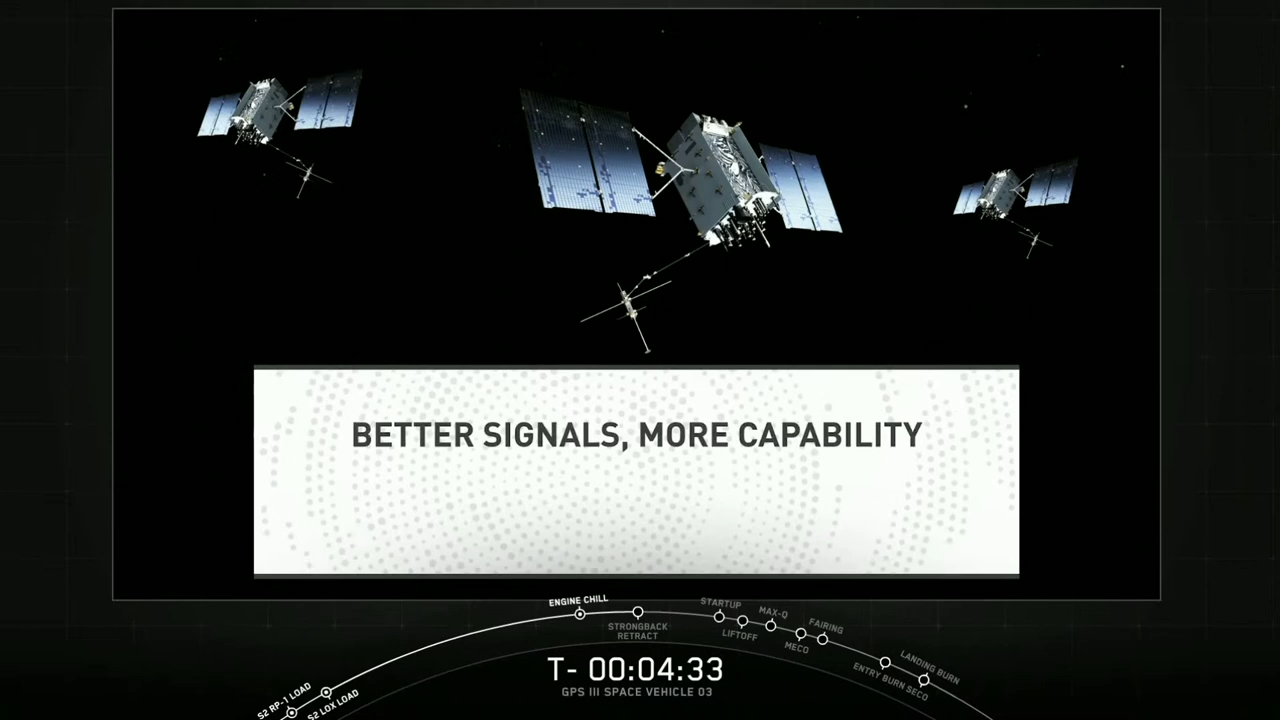 BETTER SIGNALS, MORE CAPABILITY
S2 RP-1 LOAD
S2 LOX LOAD
ENGINE CHILL
STRONGBACK
RETRACT
STARTUP
LIFTOFF
MAX-Q
MECO
FAIRING
ENTRY BURN SECO
LANDING BURN
T- 00:04:33
GPS III SPACE VEHICLE 03